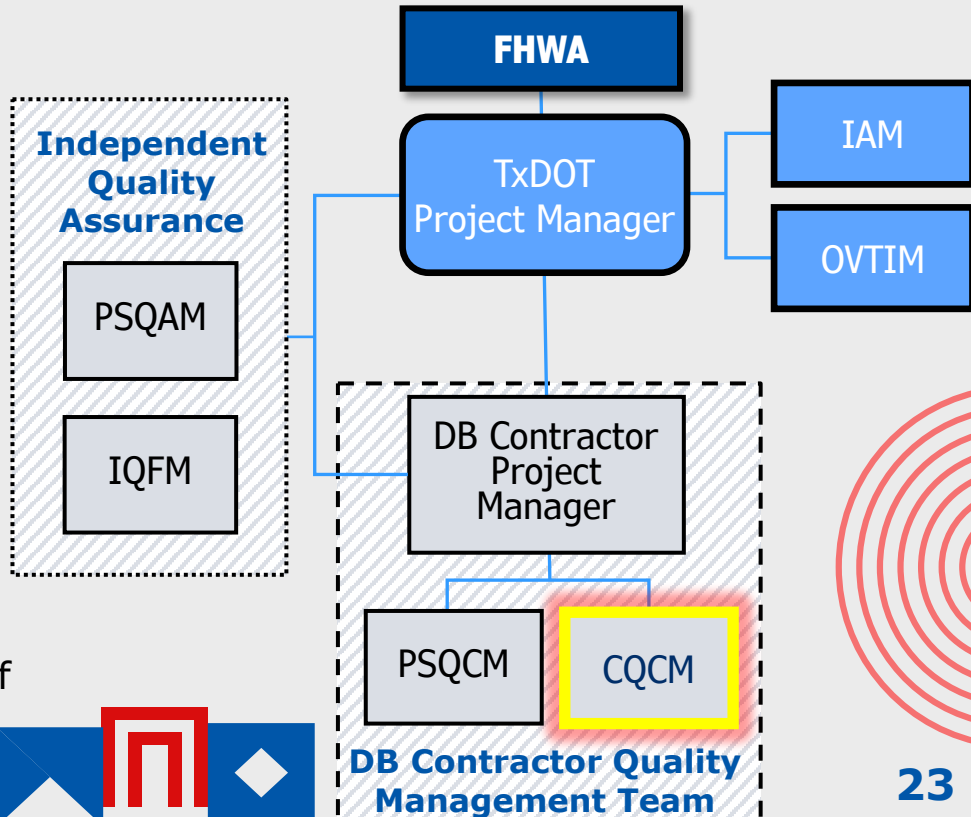 FHWA
Independent
Quality
Assurance
PSQAM
IQFM
TxDOT
Project Manager
IAM
OVTIM
DB Contractor
Project
Manager
PSQCM
CQCM
DB Contractor Quality
Management Team
f
23